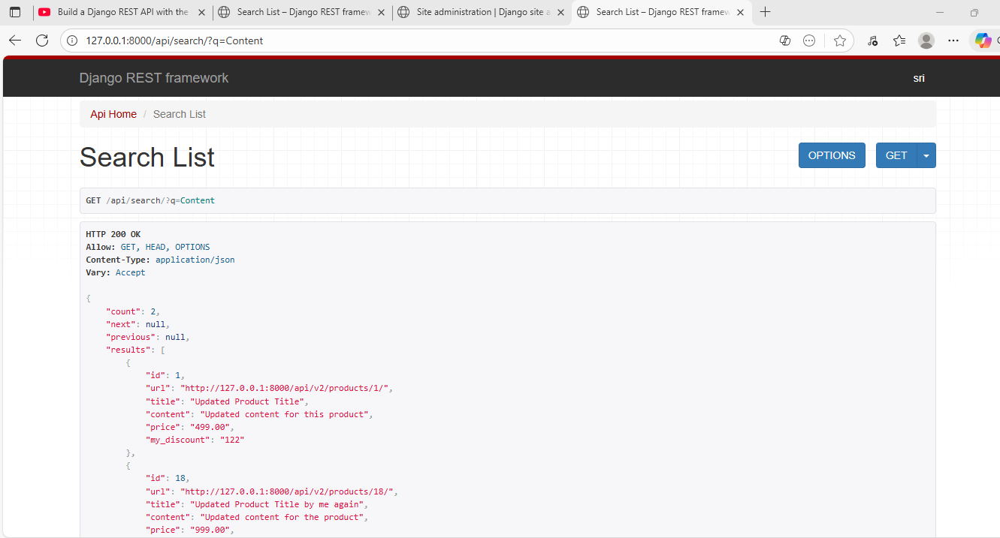 Build a Django REST API with the
Search List – Django REST framew
Site administration | Django site a
Search List – Django REST framew
127.0.0.1:8000/api/search/?q=Content
Django REST framework
sri
Api Home / Search List
Search List
OPTIONS
GET
GET /api/search/?q=Content
HTTP 200 OK
Allow: GET, HEAD, OPTIONS
Content-Type: application/json
Vary: Accept
{
"count": 2,
"next": null,
"previous": null,
"results": [
{
"id": 1,
"url": "http://127.0.0.1:8000/api/v2/products/1/",
"title": "Updated Product Title",
"content": "Updated content for this product",
"price": "499.00",
"my_discount": "122"
},
{
"id": 18,
"url": "http://127.0.0.1:8000/api/v2/products/18/",
"title": "Updated Product Title by me again",
"content": "Updated content for the product",
"price": "999.00",